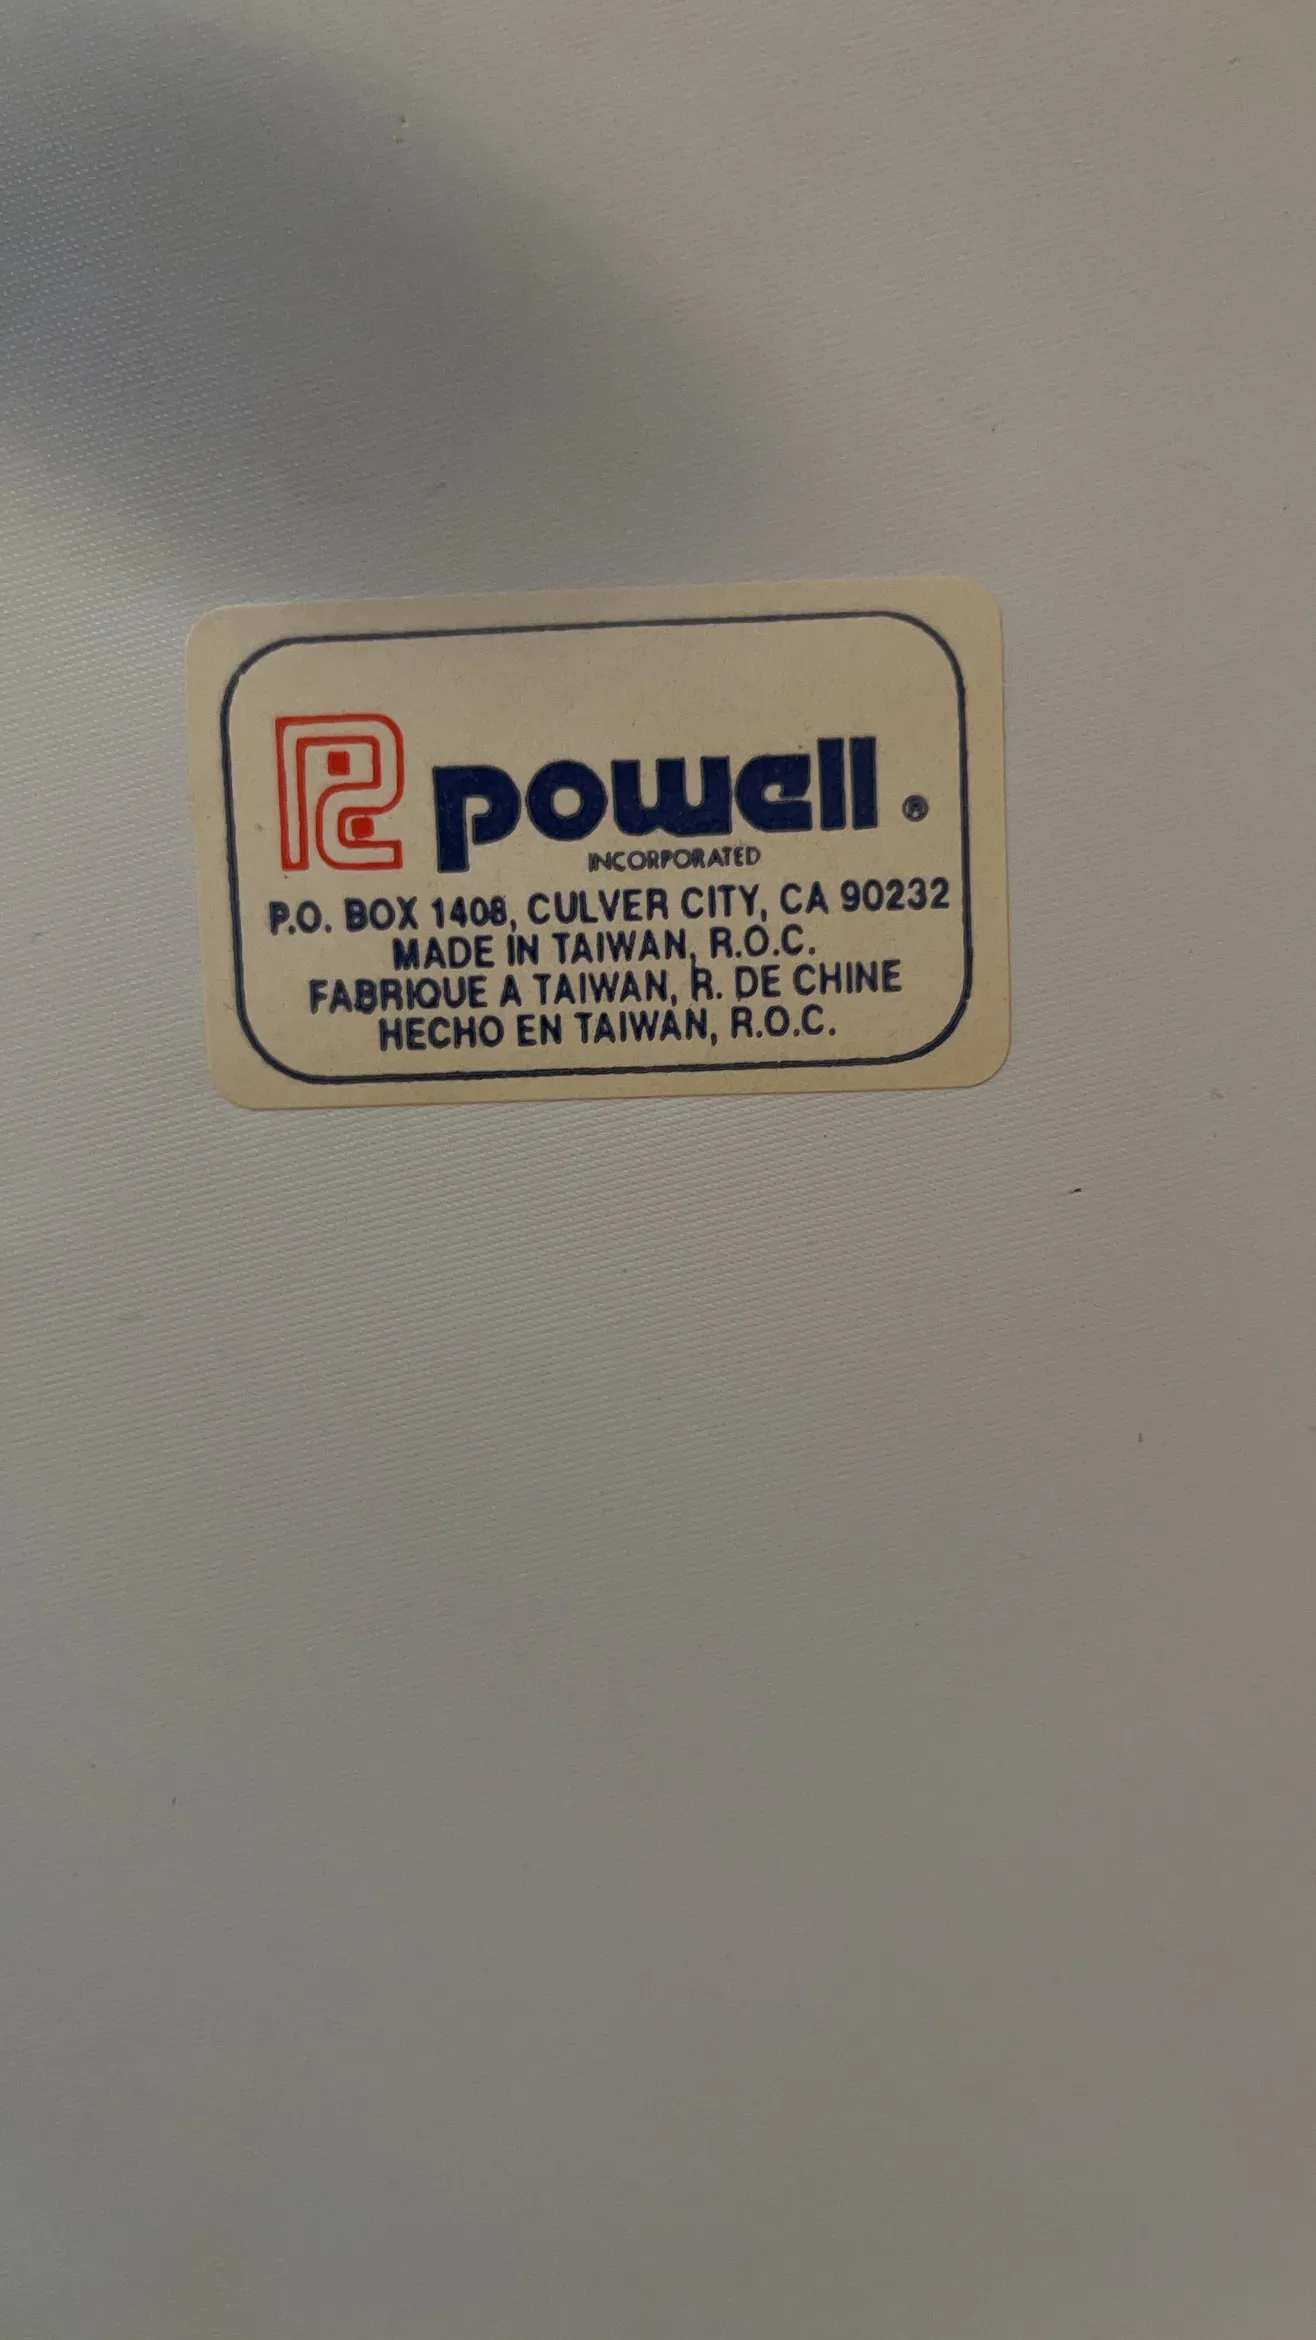 powell ®
INCORPORATED
P.O. BOX 1408, CULVER CITY, CA 90232
MADE IN TAIWAN, R.O.C.
FABRIQUE A TAIWAN, R. DE CHINE
HECHO EN TAIWAN, R.O.C.